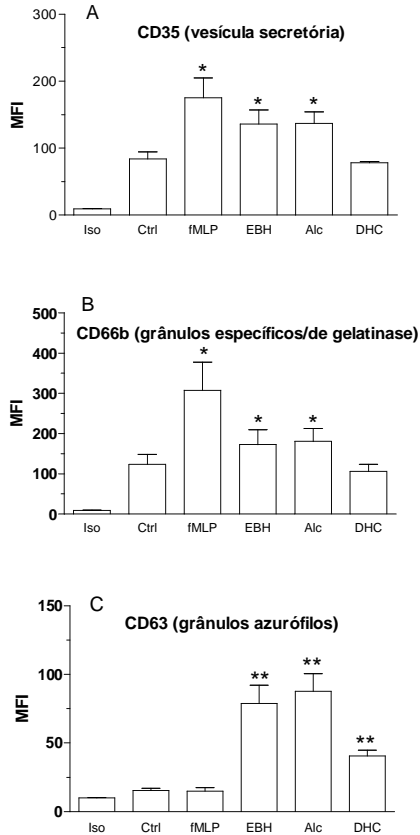 A
CD35 (vesícula secretória)
300
200
100
0
MFI
*
*
*
Iso Ctrl fMLP EBH Alc DHC
B
CD66b (grânulos específicos/de gelatinase)
500
400
300
200
100
0
MFI
*
*
*
Iso Ctrl fMLP EBH Alc DHC
C
CD63 (grânulos azurófilos)
150
100
50
0
MFI
**
**
**
Iso Ctrl fMLP EBH Alc DHC